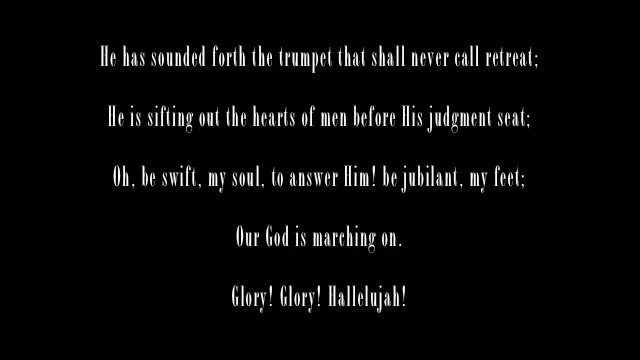 He has sounded forth the trumpet that shall never call retreat;
He is sifting out the hearts of men before His judgment seat;
Oh, be swift, my soul, to answer Him! be jubilant, my feet;
Our God is marching on.
Glory! Glory! Hallelujah!